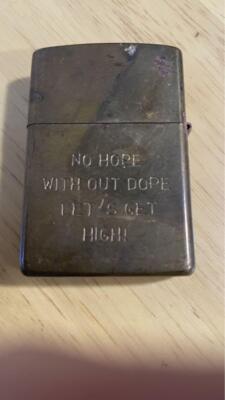 NO HOPE
WITH OUT DOPE
LET'S GET
HIGH!